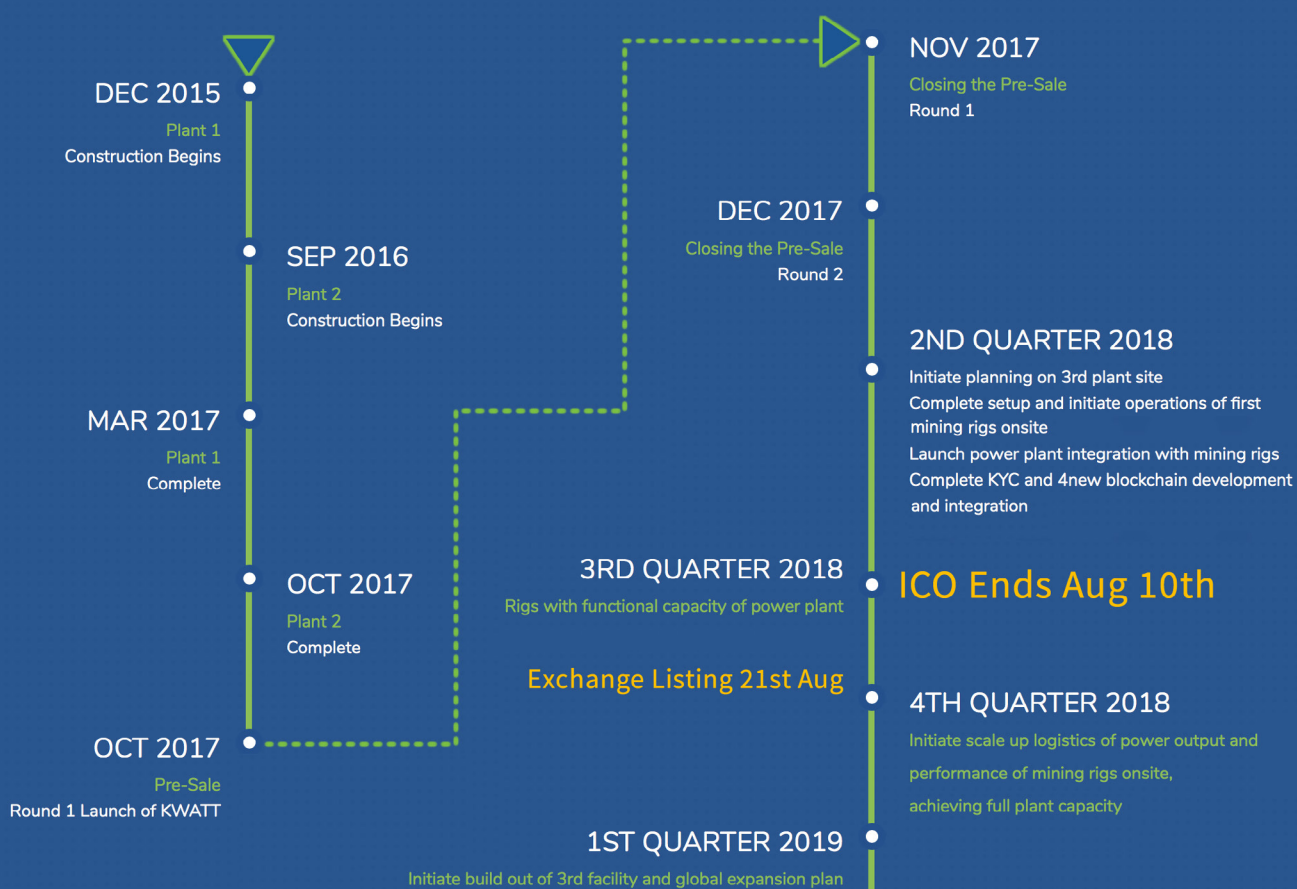 DEC 2015
Plant 1
Construction Begins
SEP 2016
Plant 2
Construction Begins
MAR 2017
Plant 1
Complete
OCT 2017
Plant 2
Complete
OCT 2017
Pre-Sale
Round 1 Launch of KWATT
NOV 2017
Closing the Pre-Sale
Round 1
DEC 2017
Closing the Pre-Sale
Round 2
2ND QUARTER 2018
Initiate planning on 3rd plant site
Complete setup and initiate operations of first
mining rigs onsite
Launch power plant integration with mining rigs
Complete KYC and 4new blockchain development
and integration
3RD QUARTER 2018
Rigs with functional capacity of power plant
ICO Ends Aug 10th
Exchange Listing 21st Aug
4TH QUARTER 2018
Initiate scale up logistics of power output and
performance of mining rigs onsite,
achieving full plant capacity
1ST QUARTER 2019
Initiate build out of 3rd facility and global expansion plan